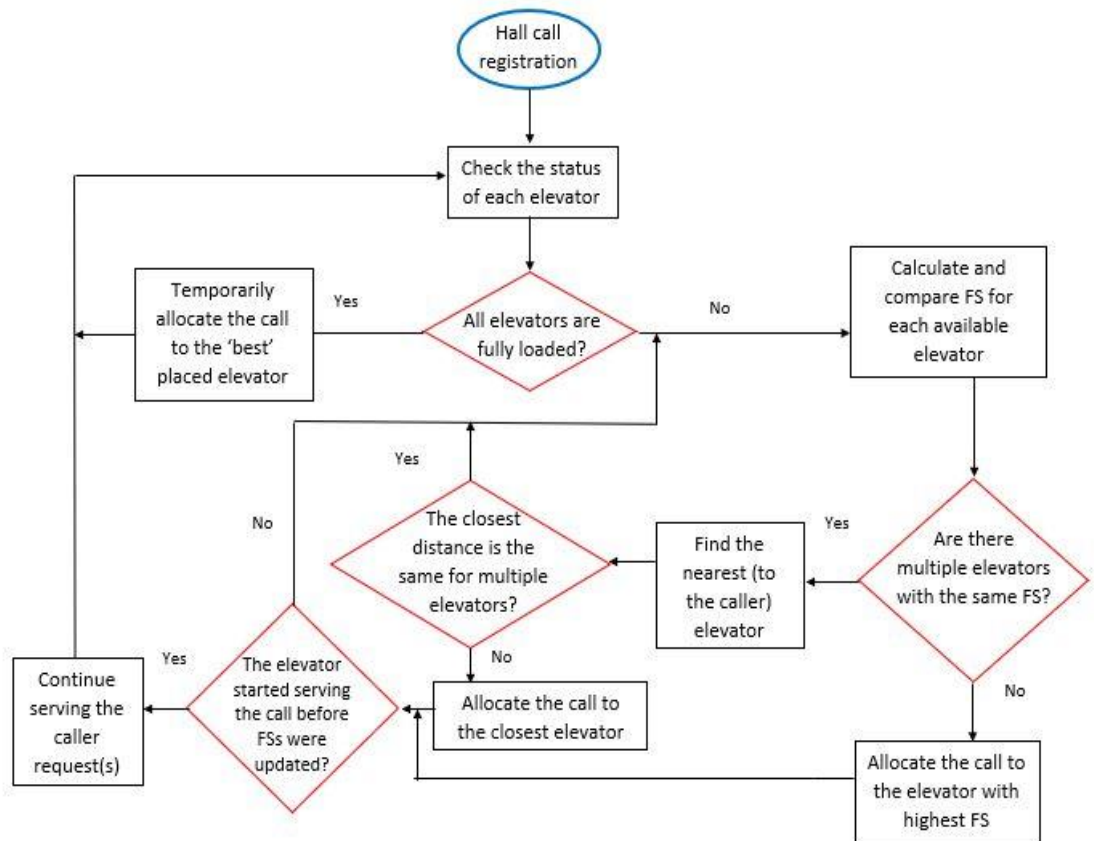 Hall call
registration
Check the status
of each elevator
All elevators are
fully loaded?
Yes
No
Temporarily
allocate the call
to the ‘best’
placed elevator
Calculate and
compare FS for
each available
elevator
Are there
multiple elevators
with the same FS?
Yes
No
Find the
nearest (to
the caller)
elevator
The closest
distance is the
same for multiple
elevators?
Yes
No
Allocate the call to
the closest elevator
Allocate the call to
the elevator with
highest FS
The elevator
started serving
the call before
FSs were
updated?
No
Yes
Continue
serving the
caller
request(s)